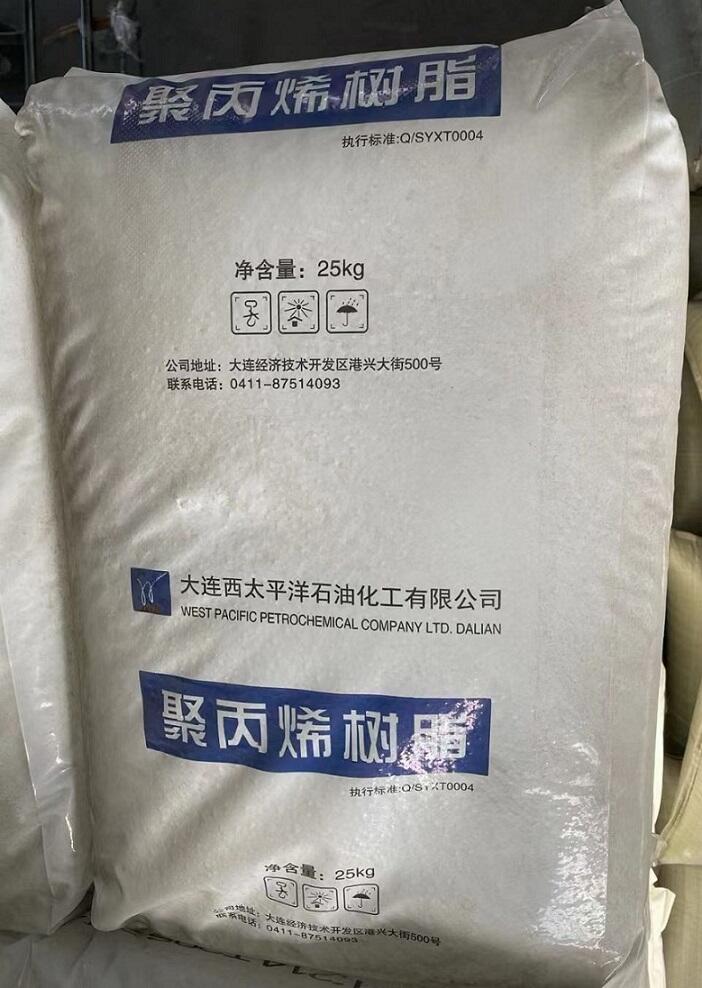 聚丙烯树脂
执行标准:Q/SYXT0004
净含量：25kg
公司地址：大连经济技术开发区港兴大街500号
联系电话：0411-87514093
大连西太平洋石油化工有限公司
WEST PACIFIC PETROCHEMICAL COMPANY LTD. DALIAN
聚丙烯树脂
执行标准:Q/SYXT0004
净含量：25kg
公司地址：大连经济技术开发区港兴大街500号
联系电话：0411-87514093